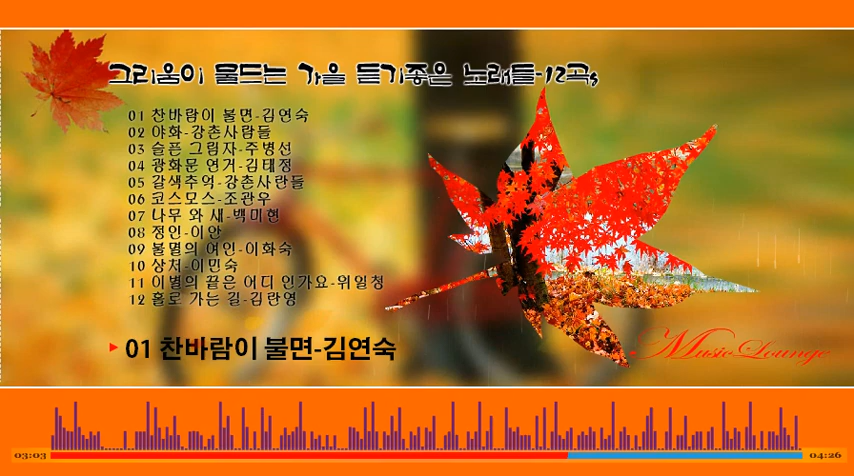 그리움이 물드는 가을 듣기좋은 노래들-12곡s
01 찬바람이 불면-김연숙
02 야화-강촌사람들
03 슬픈 그림자-주병선
04 광화문 연거-김태정
05 갈색추억-강촌사람들
06 코스모스-조관우
07 나무 와 새-백미현
08 정인-이안
09 불멸의 여인-이화숙
10 상처-이민숙
11 이별의 끝은 어디 인가요-위일청
12 홀로 가는 길-김란영
01 찬바람이 불면-김연숙
Music Lounge
03:03 04:26